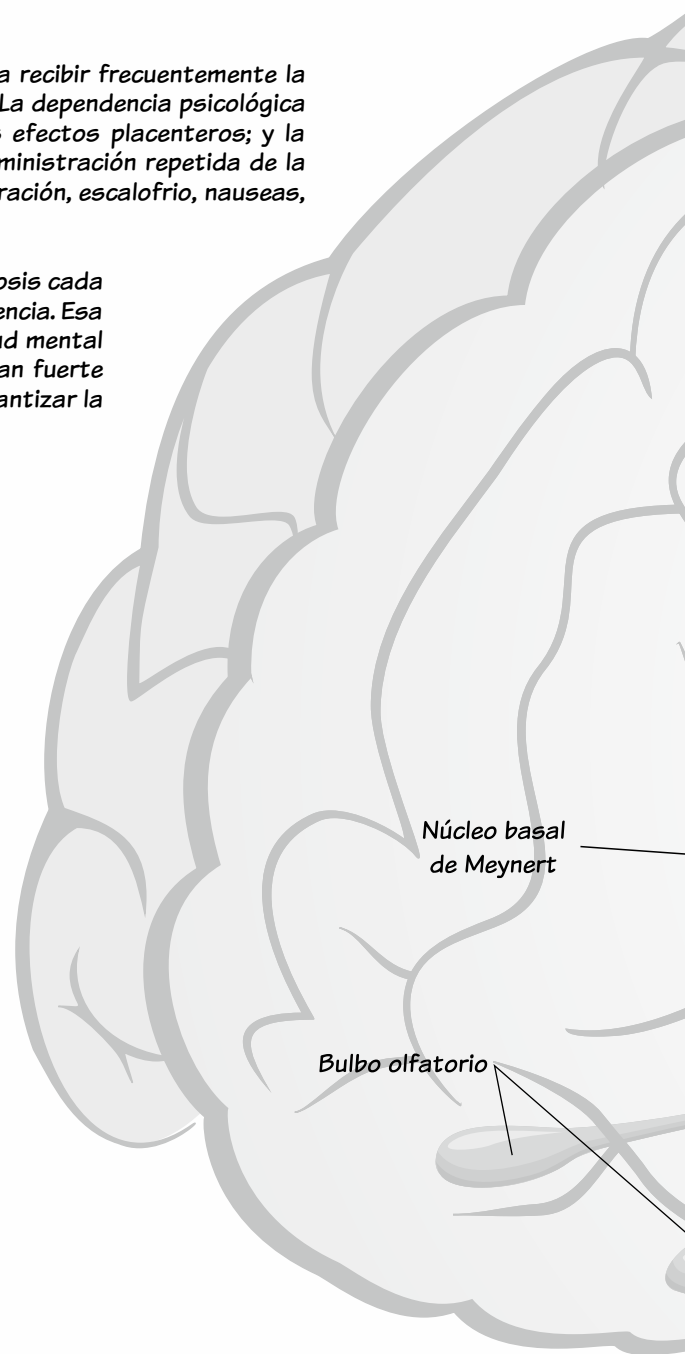 a recibir frecuentemente la
La dependencia psicológica
efectos placenteros; y la
ministración repetida de la
ración, escalofrio, nauseas,
osis cada
encia. Esa
ud mental
an fuerte
antizar la
Núcleo basal
de Meynert
Bulbo olfatorio